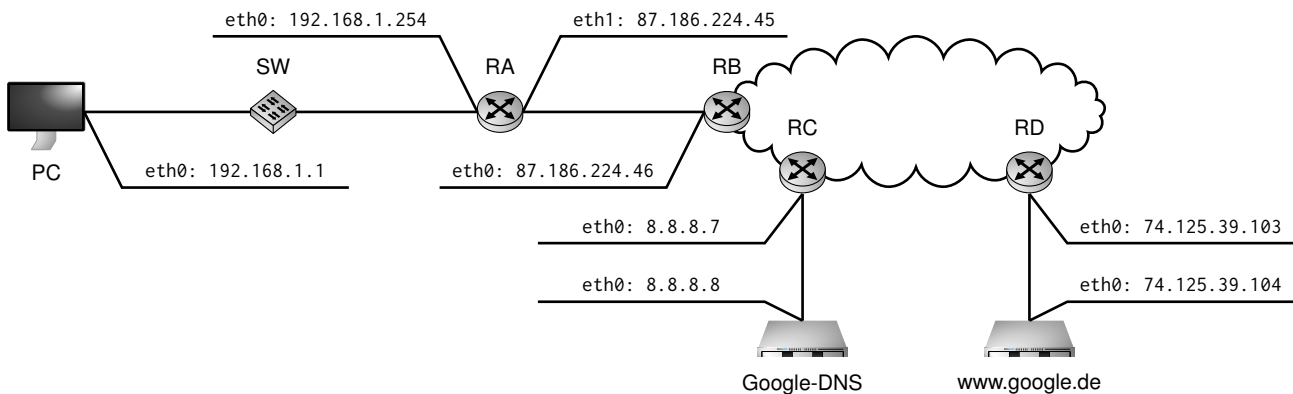 eth0: 192.168.1.254
eth1: 87.186.224.45
SW
RA
RB
RC
RD
PC
eth0: 192.168.1.1
eth0: 87.186.224.46
eth0: 8.8.8.7
eth0: 74.125.39.103
eth0: 8.8.8.8
eth0: 74.125.39.104
Google-DNS
www.google.de